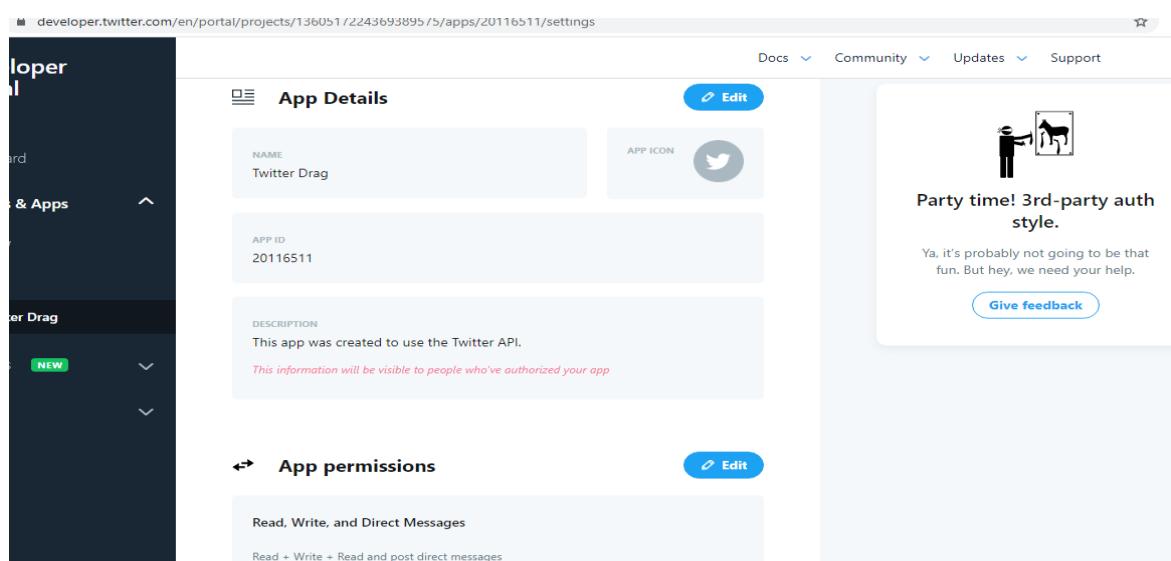 developer.twitter.com/en/portal/projects/1360517224369389575/apps/20116511/settings
loper
al
Docs
Community
Updates
Support
ard
s & Apps
ter Drag
NEW
App Details
Edit
NAME
Twitter Drag
APP ICON
APP ID
20116511
DESCRIPTION
This app was created to use the Twitter API.
This information will be visible to people who've authorized your app
App permissions
Edit
Read, Write, and Direct Messages
Read + Write + Read and post direct messages
Party time! 3rd-party auth
style.
Ya, it's probably not going to be that
fun. But hey, we need your help.
Give feedback